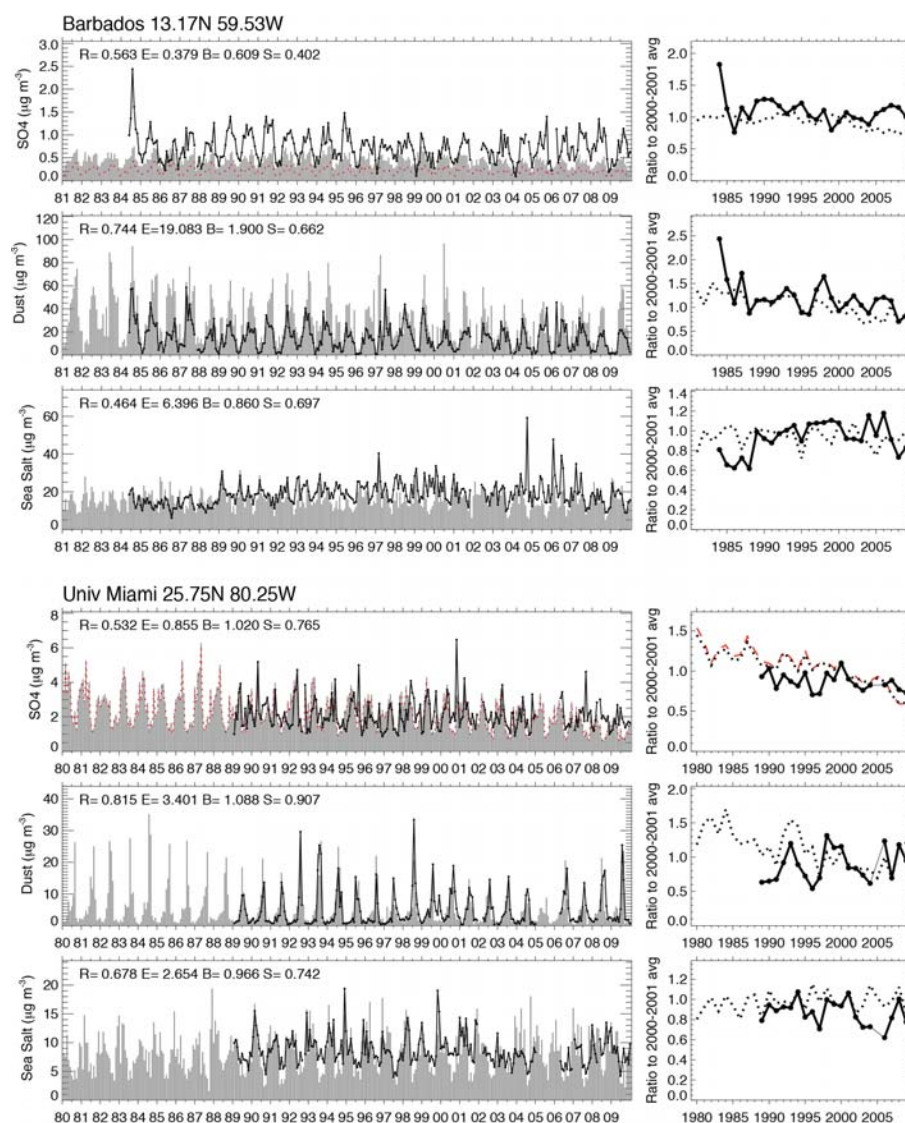 Barbados 13.17N 59.53W
R= 0.563 E= 0.379 B= 0.609 S= 0.402
SO4 (μg m-3)
3.0
2.5
2.0
1.5
1.0
0.5
0.0
81 82 83 84 85 86 87 88 89 90 91 92 93 94 95 96 97 98 99 00 01 02 03 04 05 06 07 08 09
Ratio to 2000-2001 avg
2.0
1.5
1.0
0.5
0.0
1985 1990 1995 2000 2005
R= 0.744 E=19.083 B= 1.900 S= 0.662
Dust (μg m-3)
120
100
80
60
40
20
0
81 82 83 84 85 86 87 88 89 90 91 92 93 94 95 96 97 98 99 00 01 02 03 04 05 06 07 08 09
Ratio to 2000-2001 avg
2.5
2.0
1.5
1.0
0.5
0.0
1985 1990 1995 2000 2005
R= 0.464 E= 6.396 B= 0.860 S= 0.697
Sea Salt (μg m-3)
60
40
20
0
81 82 83 84 85 86 87 88 89 90 91 92 93 94 95 96 97 98 99 00 01 02 03 04 05 06 07 08 09
Ratio to 2000-2001 avg
1.4
1.2
1.0
0.8
0.6
0.4
0.2
0.0
1985 1990 1995 2000 2005
Univ Miami 25.75N 80.25W
R= 0.532 E= 0.855 B= 1.020 S= 0.765
SO4 (μg m-3)
8
6
4
2
0
80 81 82 83 84 85 86 87 88 89 90 91 92 93 94 95 96 97 98 99 00 01 02 03 04 05 06 07 08 09
Ratio to 2000-2001 avg
1.5
1.0
0.5
0.0
1980 1985 1990 1995 2000 2005
R= 0.815 E= 3.401 B= 1.088 S= 0.907
Dust (μg m-3)
40
30
20
10
0
80 81 82 83 84 85 86 87 88 89 90 91 92 93 94 95 96 97 98 99 00 01 02 03 04 05 06 07 08 09
Ratio to 2000-2001 avg
2.0
1.5
1.0
0.5
0.0
1980 1985 1990 1995 2000 2005
R= 0.678 E= 2.654 B= 0.966 S= 0.742
Sea Salt (μg m-3)
20
15
10
5
0
80 81 82 83 84 85 86 87 88 89 90 91 92 93 94 95 96 97 98 99 00 01 02 03 04 05 06 07 08 09
Ratio to 2000-2001 avg
1.2
1.0
0.8
0.6
0.4
0.2
0.0
1980 1985 1990 1995 2000 2005